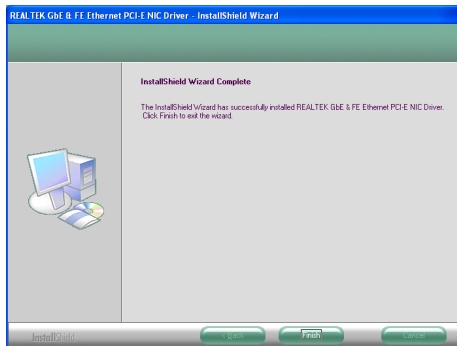 REALTEK GbE & FE Ethernet PCI-E NIC Driver - InstallShield Wizard
InstallShield Wizard Complete
The InstallShield Wizard has successfully installed REALTEK GbE & FE Ethernet PCI-E NIC Driver.
Click Finish to exit the wizard.
InstallShield
< Back
Finish
Cancel